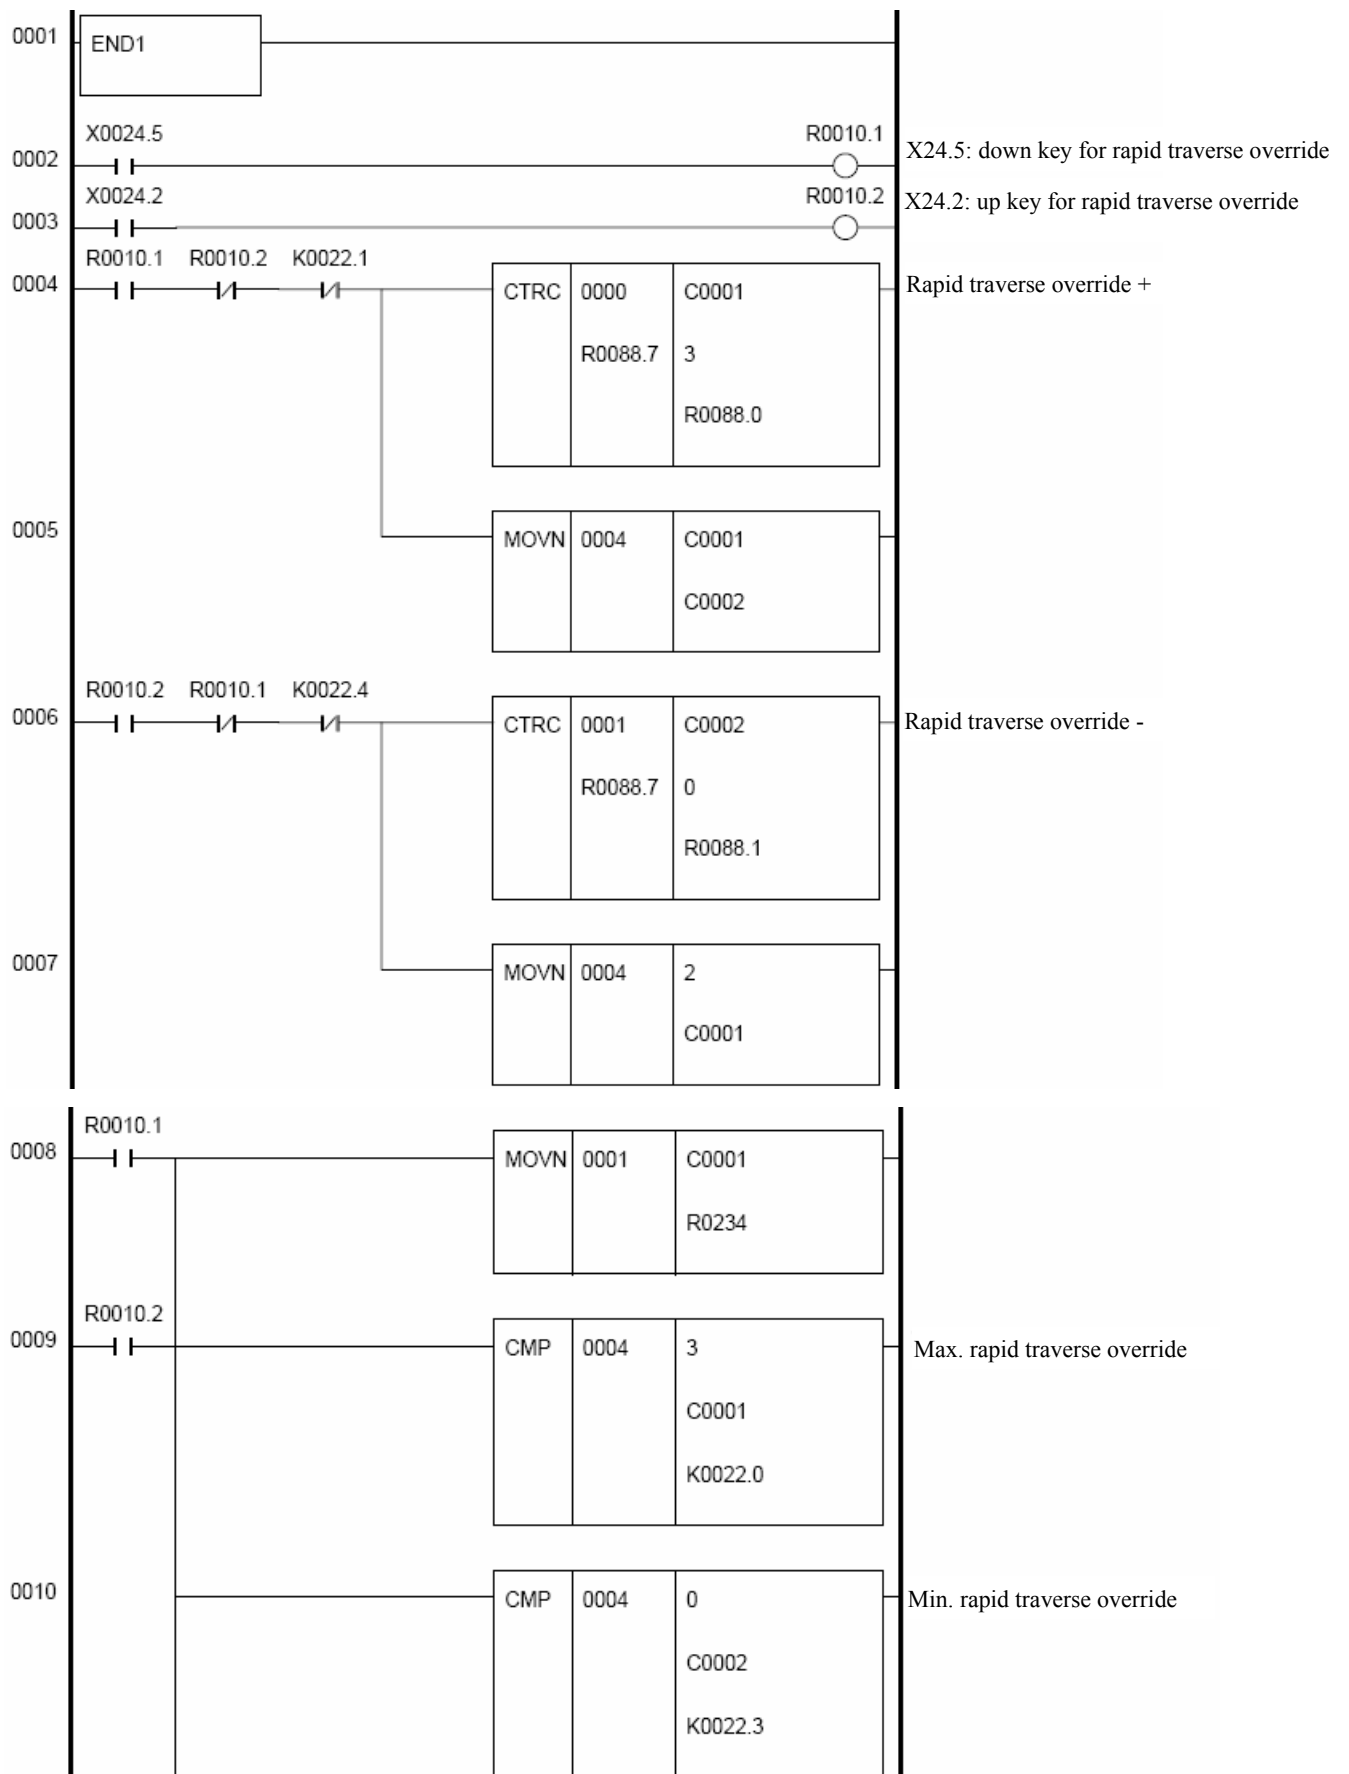 0001 END1
X0024.5 R0010.1
0002 X24.5: down key for rapid traverse override
X0024.2 R0010.2
0003 X24.2: up key for rapid traverse override
R0010.1 R0010.2 K0022.1
0004 CTRC 0000 C0001 Rapid traverse override +
R0088.7 3
R0088.0
0005 MOVN 0004 C0001
C0002
R0010.2 R0010.1 K0022.4
0006 CTRC 0001 C0002 Rapid traverse override -
R0088.7 0
R0088.1
0007 MOVN 0004 2
C0001
R0010.1
0008 MOVN 0001 C0001
R0234
R0010.2
0009 CMP 0004 3 Max. rapid traverse override
C0001
K0022.0
0010 CMP 0004 0 Min. rapid traverse override
C0002
K0022.3